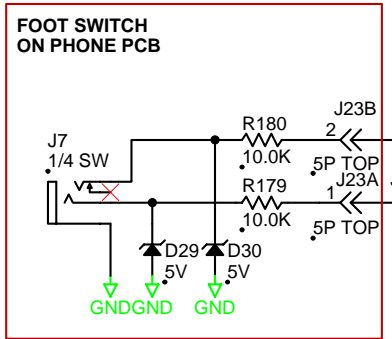 FOOT SWITCH
ON PHONE PCB
J7
1/4 SW
R180
10.0K
J23B
2
5P TOP
R179
10.0K
J23A
1
5P TOP
D29
5V
D30
5V
GND
GND
GND